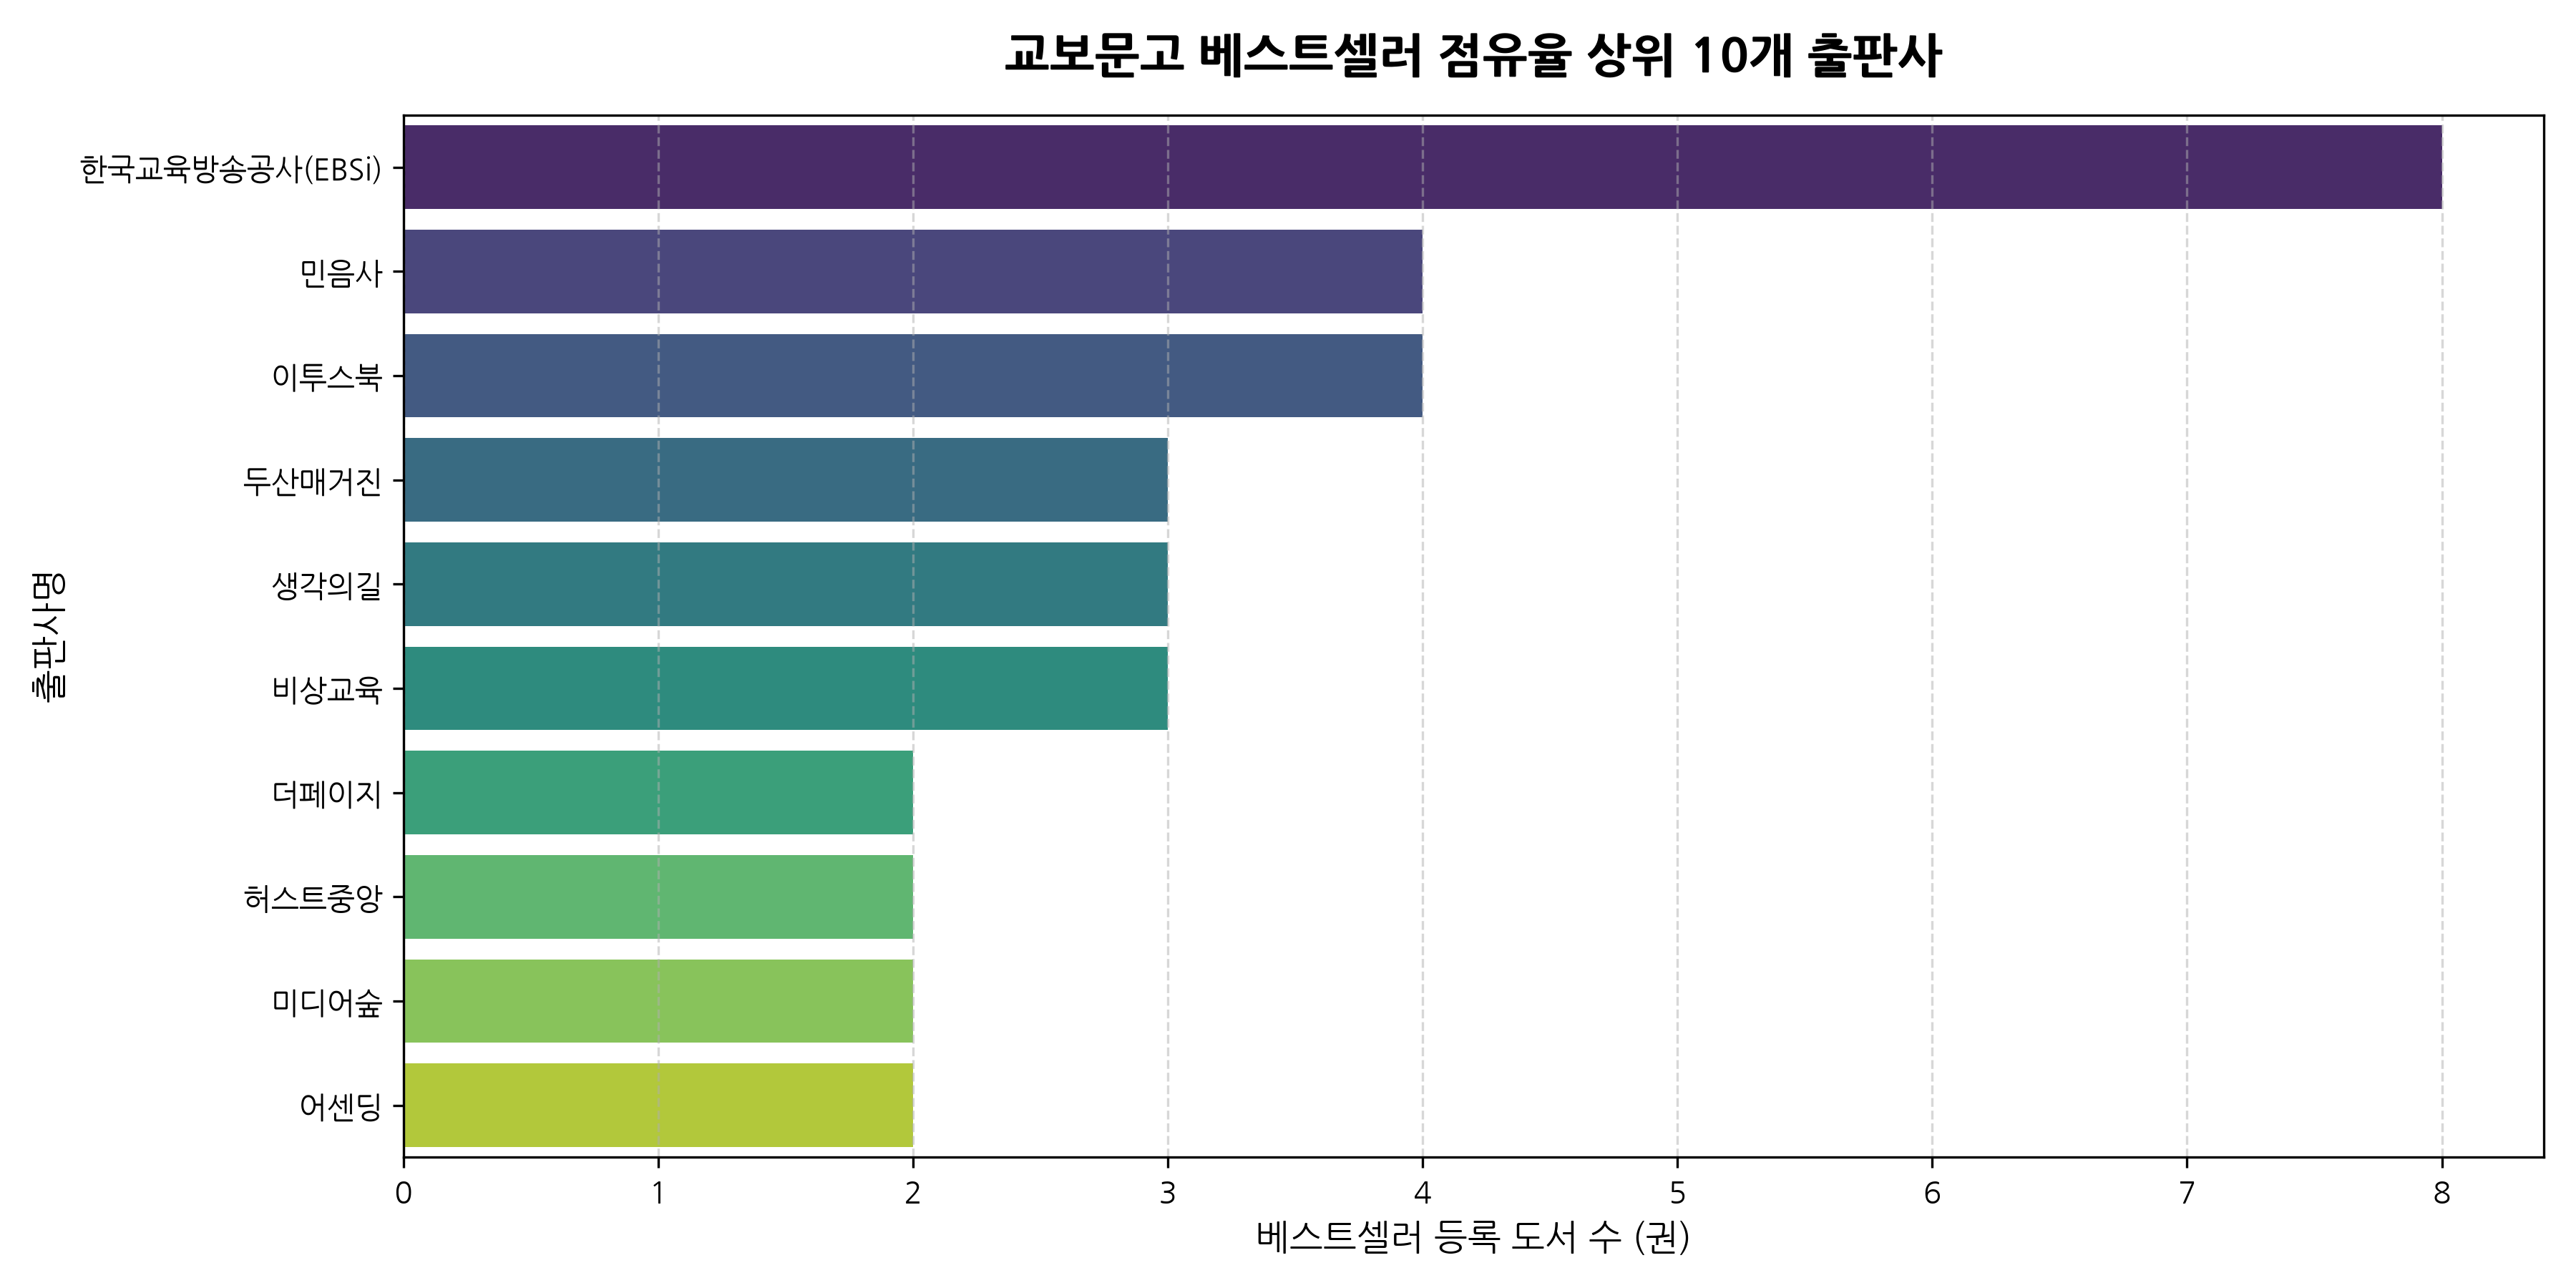 교보문고 베스트셀러 점유율 상위 10개 출판사
한국교육방송공사(EBSi)
민음사
이투스북
두산매거진
생각의길
비상교육
더페이지
허스트중앙
미디어숲
어센딩
출판사명
0 1 2 3 4 5 6 7 8
베스트셀러 등록 도서 수 (권)